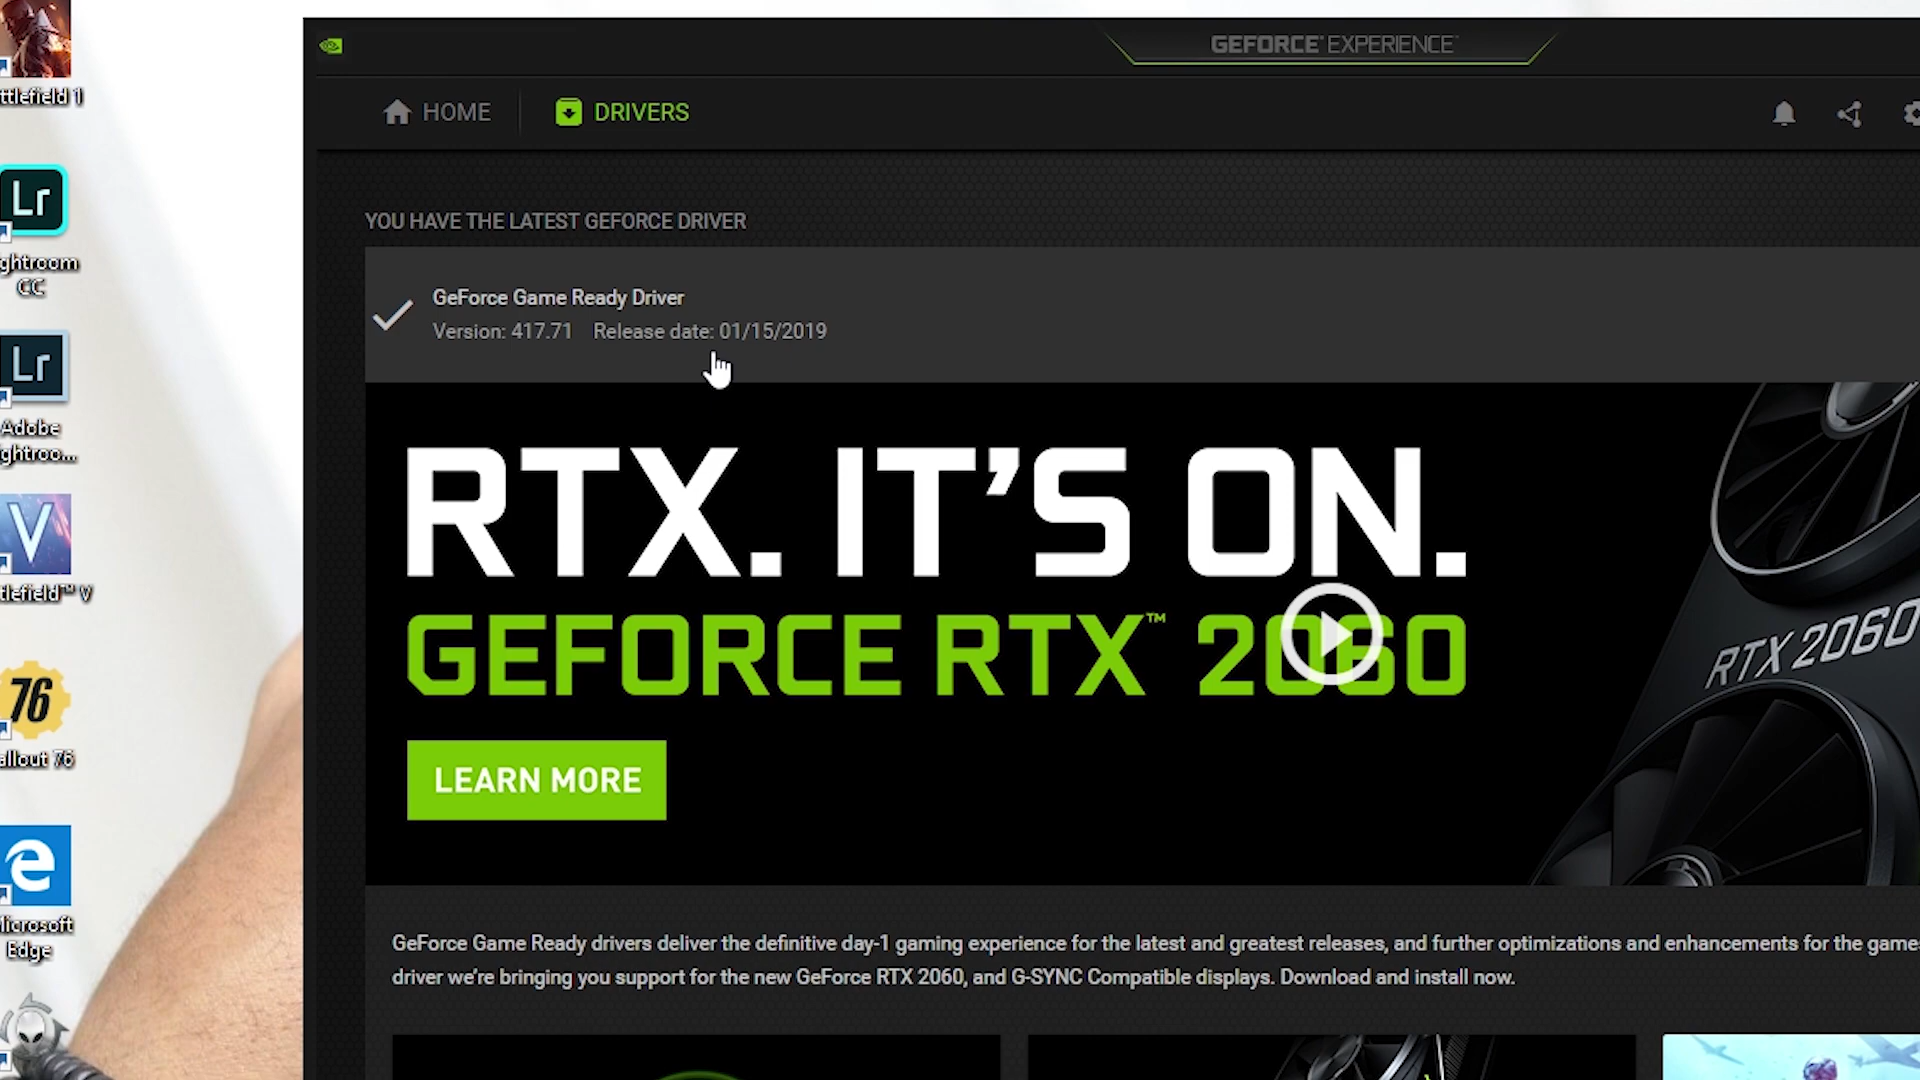 ttlefield 1
Lr
ghtroom
CC
Lr
Adobe
ghtroo...
V
tlefield™ V
76
allout 76
Microsoft
Edge
GEFORCE® EXPERIENCE™
HOME
DRIVERS
YOU HAVE THE LATEST GEFORCE DRIVER
GeForce Game Ready Driver
Version: 417.71 Release date: 01/15/2019
RTX. IT'S ON.
GEFORCE RTX™ 2060
RTX 2060
LEARN MORE
GeForce Game Ready drivers deliver the definitive day-1 gaming experience for the latest and greatest releases, and further optimizations and enhancements for the game
driver we're bringing you support for the new GeForce RTX 2060, and G-SYNC Compatible displays. Download and install now.